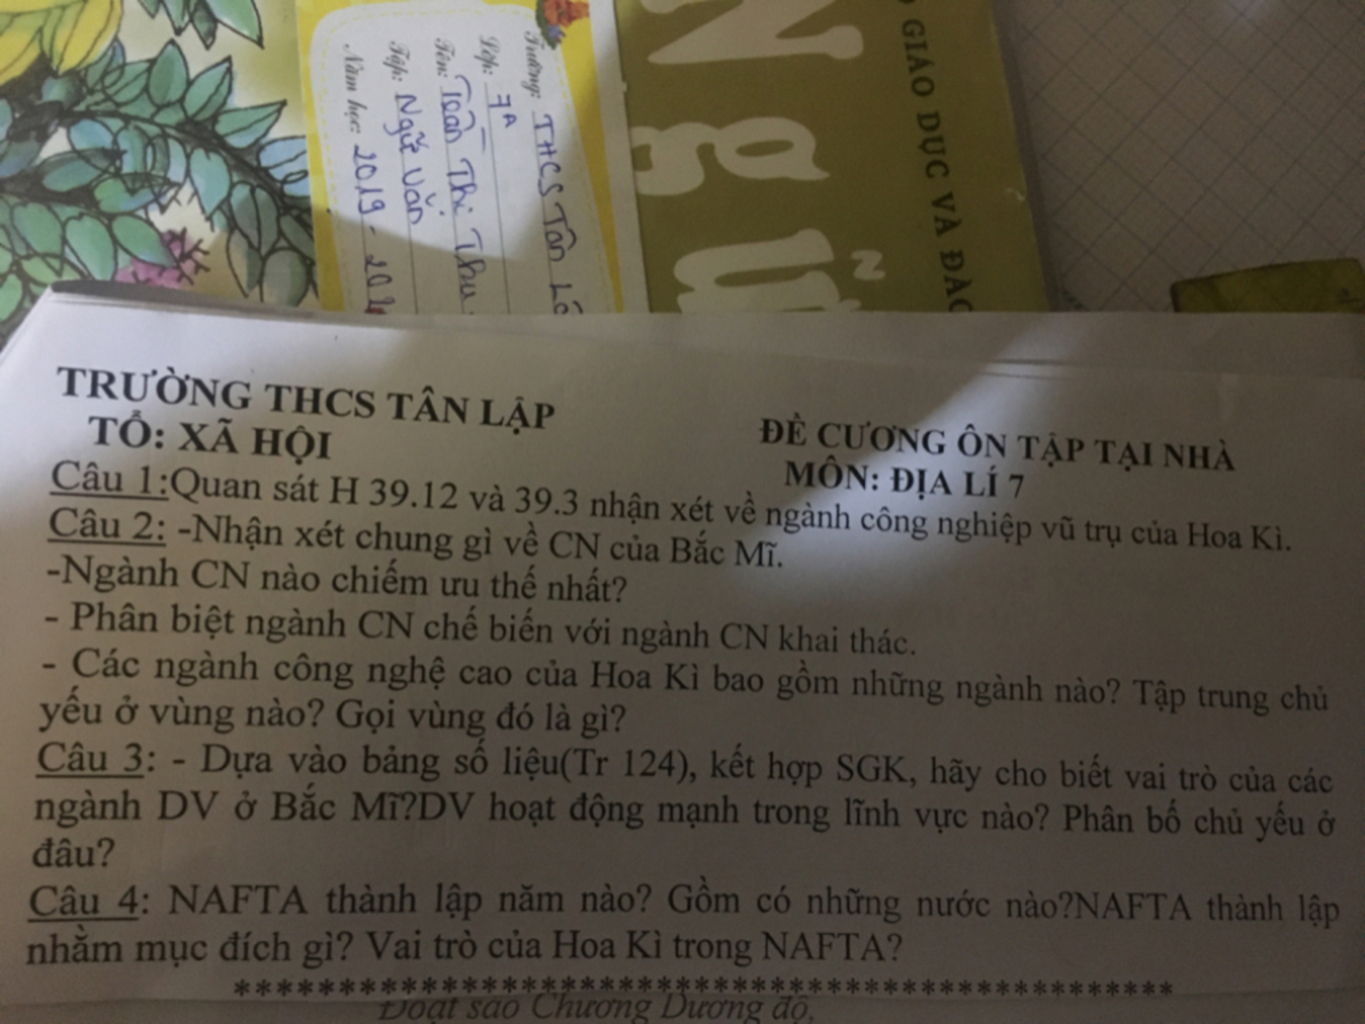 Trường: THCS Tân Lậ
Lớp: 7A
Tên: Trần Thị Thu
Tập: Ngữ Văn
Năm học: 2019 - 202
Ngữ
GIÁO DỤC VÀ ĐÀO
TRƯỜNG THCS TÂN LẬP
TỔ: XÃ HỘI
ĐỀ CƯƠNG ÔN TẬP TẠI NHÀ
MÔN: ĐỊA LÍ 7
Câu 1:Quan sát H 39.12 và 39.3 nhận xét về ngành công nghiệp vũ trụ của Hoa Kì.
Câu 2: -Nhận xét chung gì về CN của Bắc Mĩ.
-Ngành CN nào chiếm ưu thế nhất?
- Phân biệt ngành CN chế biến với ngành CN khai thác.
- Các ngành công nghệ cao của Hoa Kì bao gồm những ngành nào? Tập trung chủ
yếu ở vùng nào? Gọi vùng đó là gì?
Câu 3: - Dựa vào bảng số liệu(Tr 124), kết hợp SGK, hãy cho biết vai trò của các
ngành DV ở Bắc Mĩ?DV hoạt động mạnh trong lĩnh vực nào? Phân bố chủ yếu ở
đâu?
Câu 4: NAFTA thành lập năm nào? Gồm có những nước nào?NAFTA thành lập
nhằm mục đích gì? Vai trò của Hoa Kì trong NAFTA?
*********************************************
Đoạt sáo Chương Dương độ,